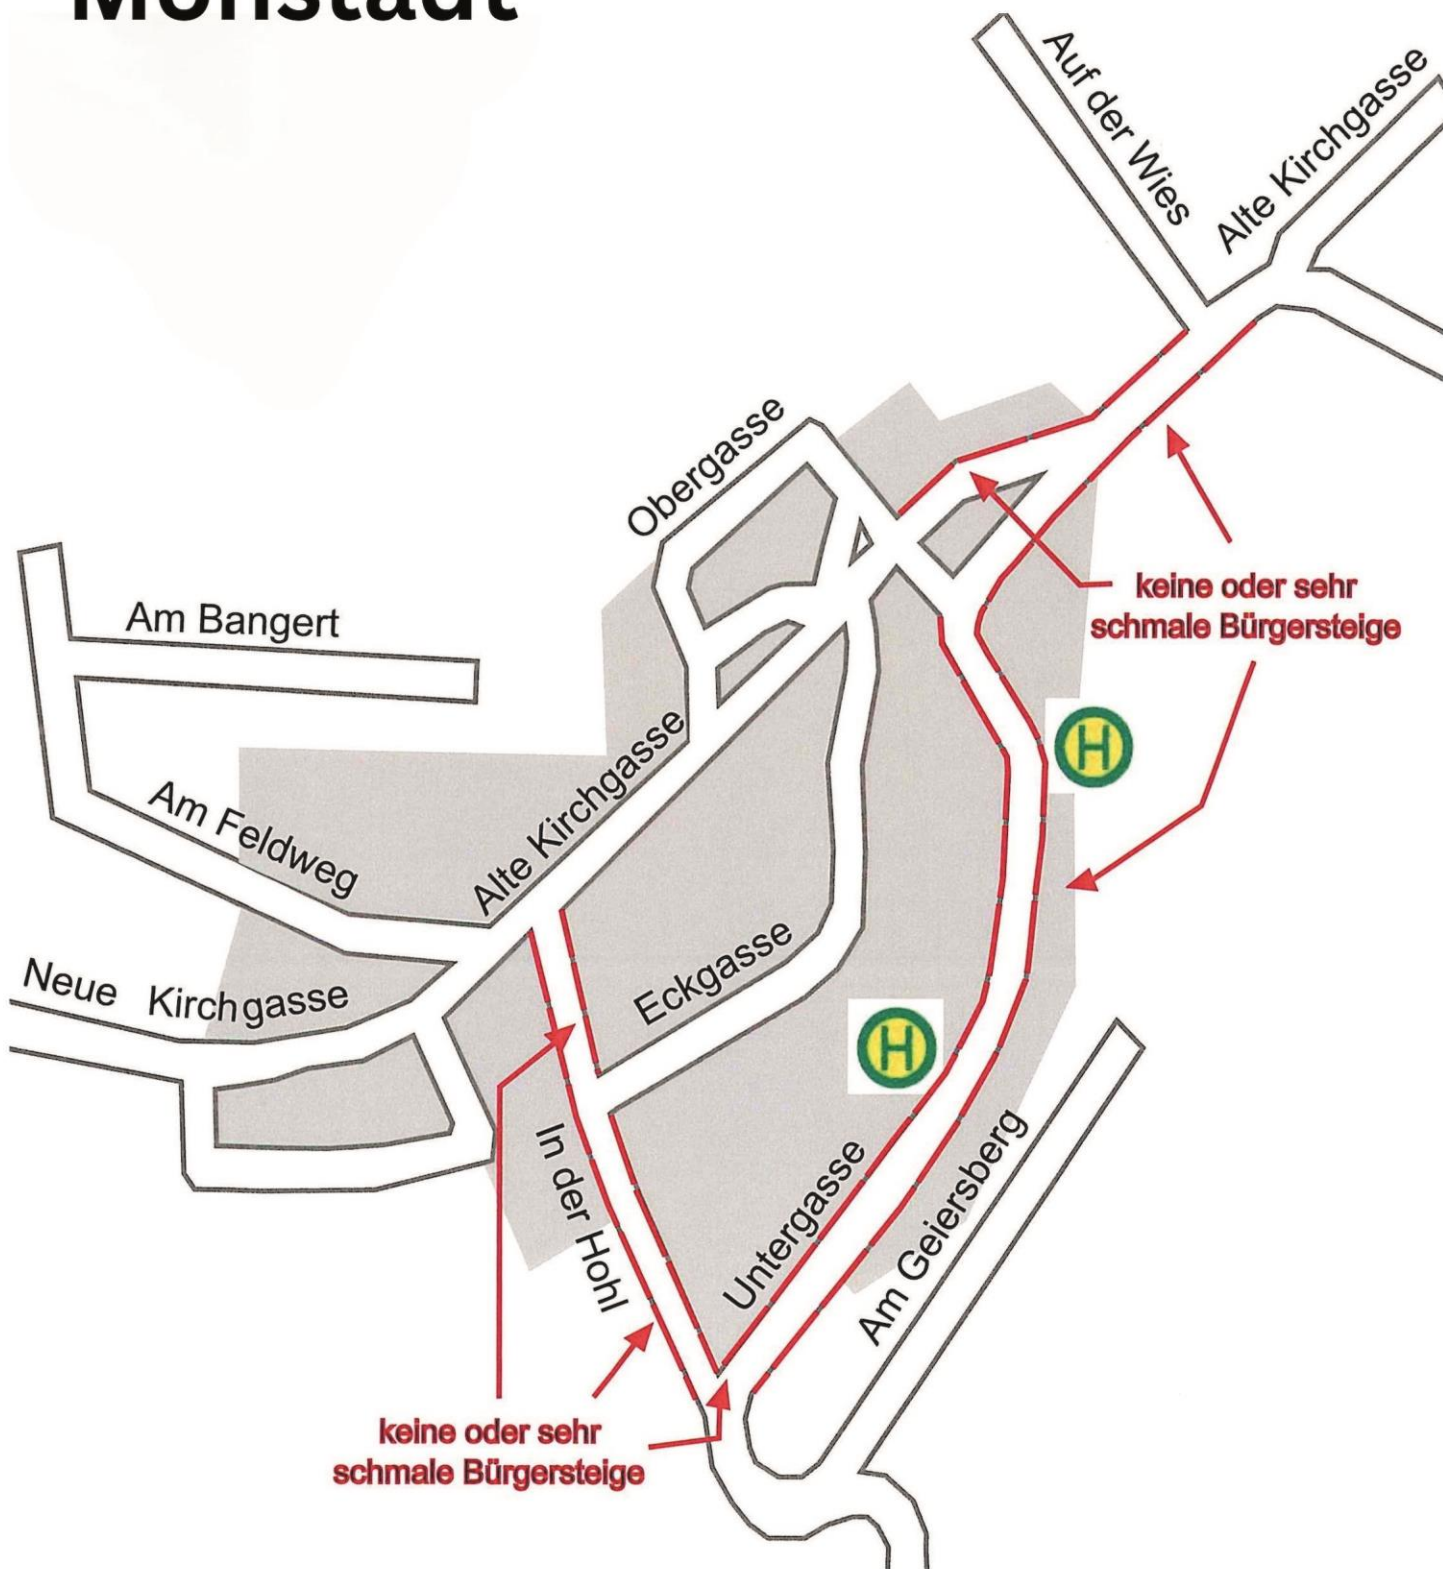 Mönstadt
Auf der Wies
Alte Kirchgasse
Obergasse
keine oder sehr
schmale Bürgersteige
Am Bangert
H
Alte Kirchgasse
Am Feldweg
Neue Kirchgasse
Eckgasse
H
In der Hohl
Untergasse
Am Geiersberg
keine oder sehr
schmale Bürgersteige